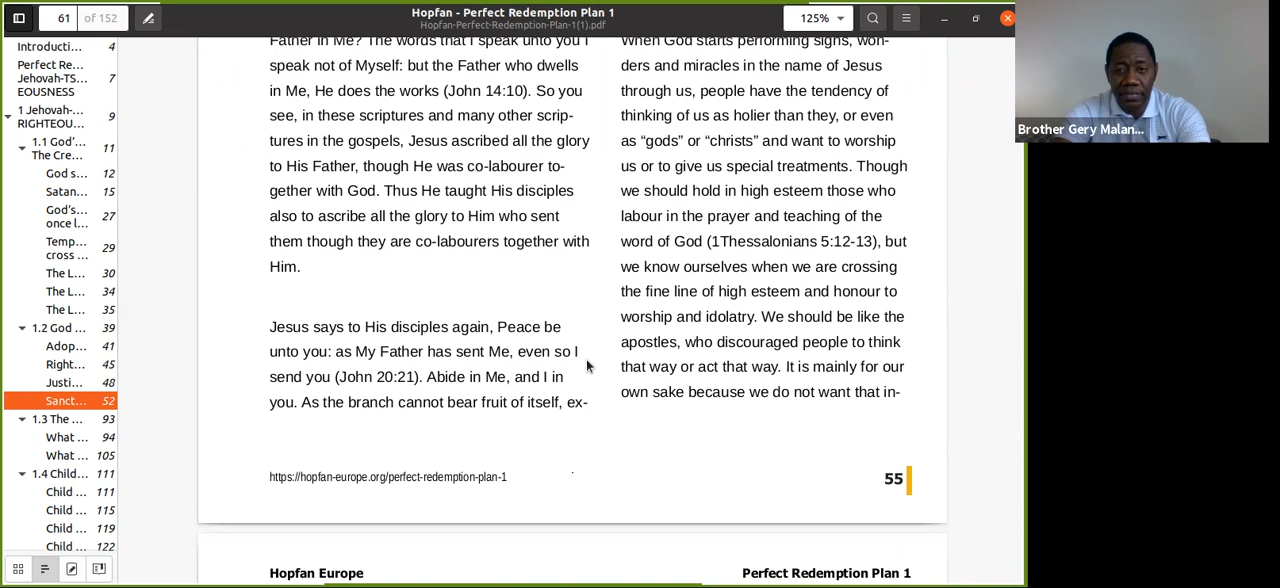 61 of 152
Hopfan - Perfect Redemption Plan 1
Hopfan-Perfect-Redemption-Plan-1(1).pdf
125%
Introducti... 4
Perfect Re...
Jehovah-TS... 7
EOUSNESS
1 Jehovah-... 9
RIGHTEOU...
1.1 God'... 11
The Cre...
God s... 12
Satan... 15
God's... 27
once l...
Temp... 29
cross ...
The L... 30
The L... 34
The L... 35
1.2 God ... 39
Adop... 41
Right... 45
Justi... 48
Sanct... 52
1.3 The ... 93
What ... 94
What ... 105
1.4 Child... 111
Child ... 111
Child ... 115
Child ... 119
Child ... 122
Father in Me? The words that I speak unto you I
speak not of Myself: but the Father who dwells
in Me, He does the works (John 14:10). So you
see, in these scriptures and many other scrip-
tures in the gospels, Jesus ascribed all the glory
to His Father, though He was co-labourer to-
gether with God. Thus He taught His disciples
also to ascribe all the glory to Him who sent
them though they are co-labourers together with
Him.
Jesus says to His disciples again, Peace be
unto you: as My Father has sent Me, even so I
send you (John 20:21). Abide in Me, and I in
you. As the branch cannot bear fruit of itself, ex-
When God starts performing signs, won-
ders and miracles in the name of Jesus
through us, people have the tendency of
thinking of us as holier than they, or even
as “gods” or “christs” and want to worship
us or to give us special treatments. Though
we should hold in high esteem those who
labour in the prayer and teaching of the
word of God (1Thessalonians 5:12-13), but
we know ourselves when we are crossing
the fine line of high esteem and honour to
worship and idolatry. We should be like the
apostles, who discouraged people to think
that way or act that way. It is mainly for our
own sake because we do not want that in-
https://hopfan-europe.org/perfect-redemption-plan-1
55
Hopfan Europe
Perfect Redemption Plan 1
Brother Gery Malan...